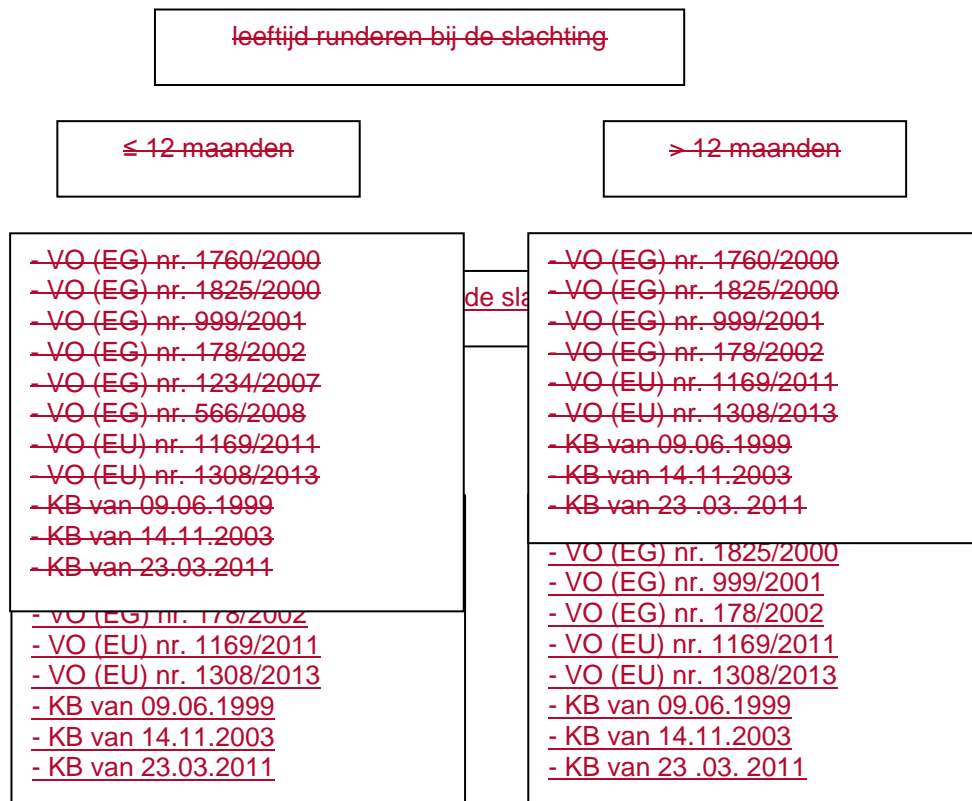 leeftijd runderen bij de slachting
≤ 12 maanden
> 12 maanden
- VO (EG) nr. 1760/2000
- VO (EG) nr. 1825/2000
- VO (EG) nr. 999/2001
- VO (EG) nr. 178/2002
- VO (EG) nr. 1234/2007
- VO (EG) nr. 566/2008
- VO (EU) nr. 1169/2011
- VO (EU) nr. 1308/2013
- KB van 09.06.1999
- KB van 14.11.2003
- KB van 23.03.2011
de
- VO (EG) nr. 1760/2000
- VO (EG) nr. 1825/2000
- VO (EG) nr. 999/2001
- VO (EG) nr. 178/2002
- VO (EU) nr. 1169/2011
- VO (EU) nr. 1308/2013
- KB van 09.06.1999
- KB van 14.11.2003
- KB van 23 .03. 2011
- VO (EG) nr. 178/2002
- VO (EU) nr. 1169/2011
- VO (EU) nr. 1308/2013
- KB van 09.06.1999
- KB van 14.11.2003
- KB van 23.03.2011
- VO (EG) nr. 1825/2000
- VO (EG) nr. 999/2001
- VO (EG) nr. 178/2002
- VO (EU) nr. 1169/2011
- VO (EU) nr. 1308/2013
- KB van 09.06.1999
- KB van 14.11.2003
- KB van 23 .03. 2011